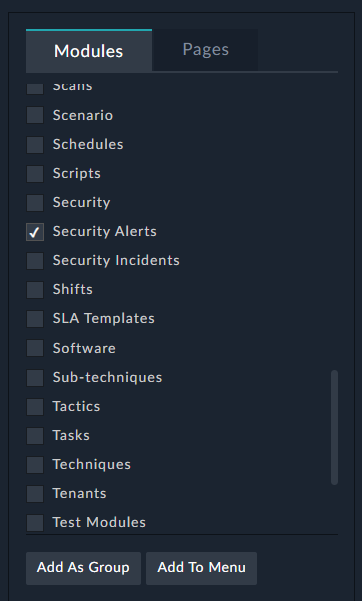 Modules
Pages
Scans
Scenario
Schedules
Scripts
Security
Security Alerts
Security Incidents
Shifts
SLA Templates
Software
Sub-techniques
Tactics
Tasks
Techniques
Tenants
Test Modules
Add As Group
Add To Menu